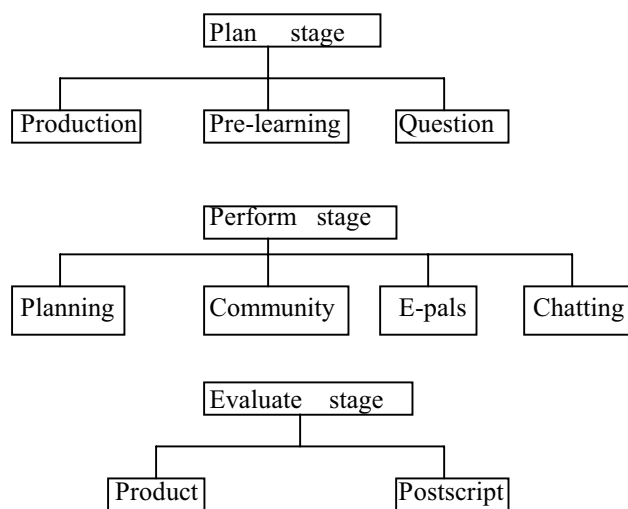 Plan stage
Production Pre-learning Question
Perform stage
Planning Community E-pals Chatting
Evaluate stage
Product Postscript